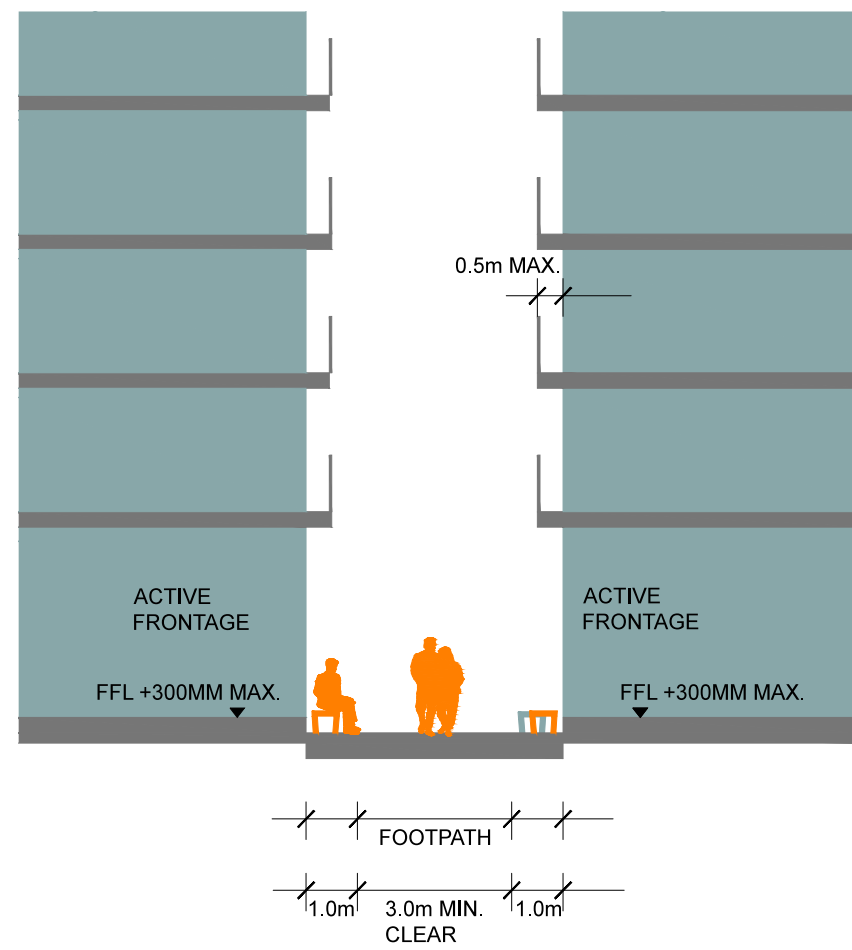 0.5m MAX.
ACTIVE
FRONTAGE
ACTIVE
FRONTAGE
FFL +300MM MAX.
FFL +300MM MAX.
FOOTPATH
1.0m
3.0m MIN.
CLEAR
1.0m